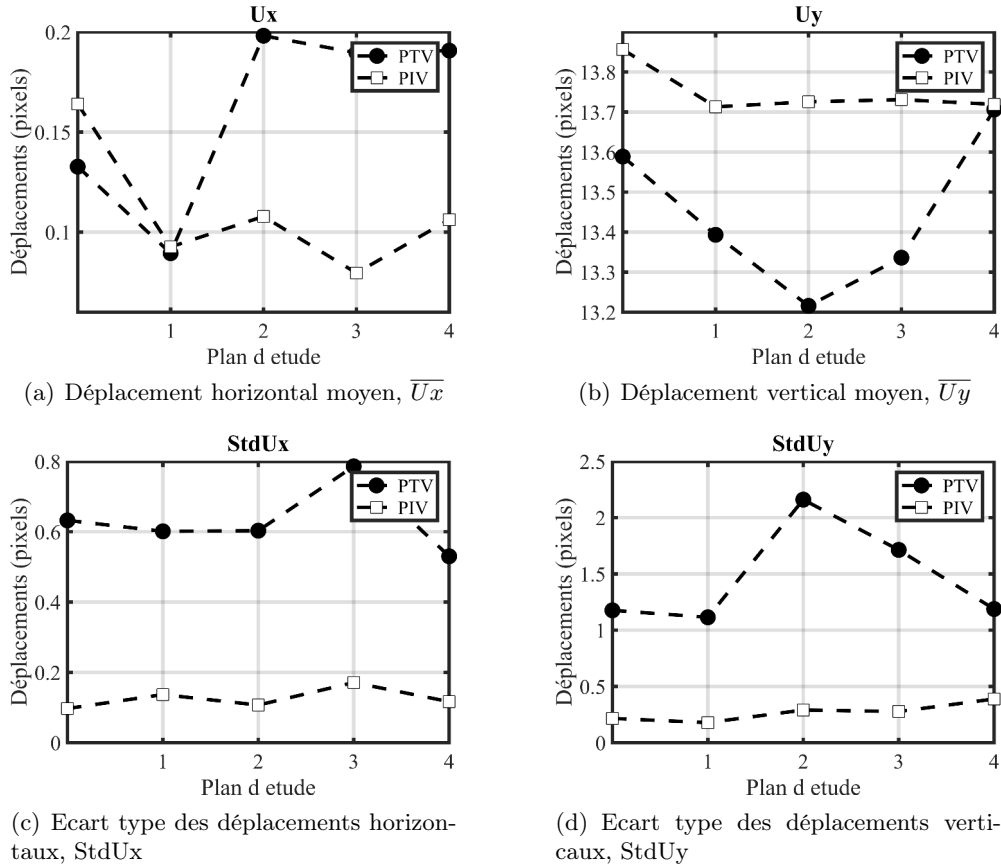 Ux
Déplacements (pixels)
0.2
0.15
0.1
PTV
PIV
1 2 3 4
Plan d etude
(a) Déplacement horizontal moyen, Ux
Uy
Déplacements (pixels)
13.8
13.7
13.6
13.5
13.4
13.3
13.2
PTV
PIV
1 2 3 4
Plan d etude
(b) Déplacement vertical moyen, Uy
StdUx
Déplacements (pixels)
0.8
0.6
0.4
0.2
0
PTV
PIV
1 2 3 4
Plan d etude
(c) Ecart type des déplacements horizon-
taux, StdUx
StdUy
Déplacements (pixels)
2.5
2
1.5
1
0.5
0
PTV
PIV
1 2 3 4
Plan d etude
(d) Ecart type des déplacements verti-
caux, StdUy